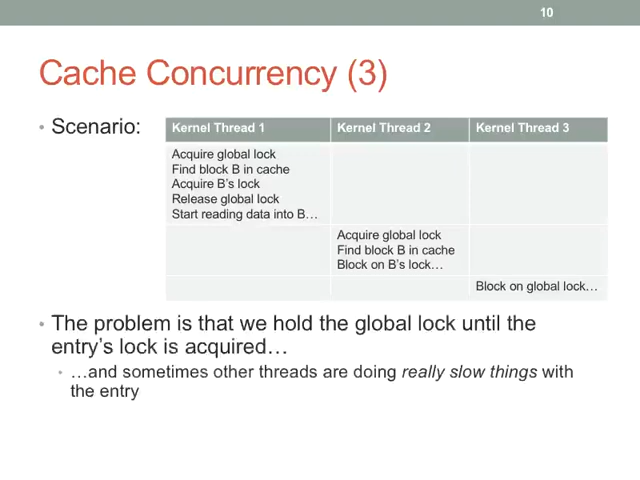 10
Cache Concurrency (3)
• Scenario:
Kernel Thread 1
Kernel Thread 2
Kernel Thread 3
Acquire global lock
Find block B in cache
Acquire B's lock
Release global lock
Start reading data into B…
Acquire global lock
Find block B in cache
Block on B's lock…
Block on global lock…
• The problem is that we hold the global lock until the
entry's lock is acquired…
• …and sometimes other threads are doing really slow things with
the entry